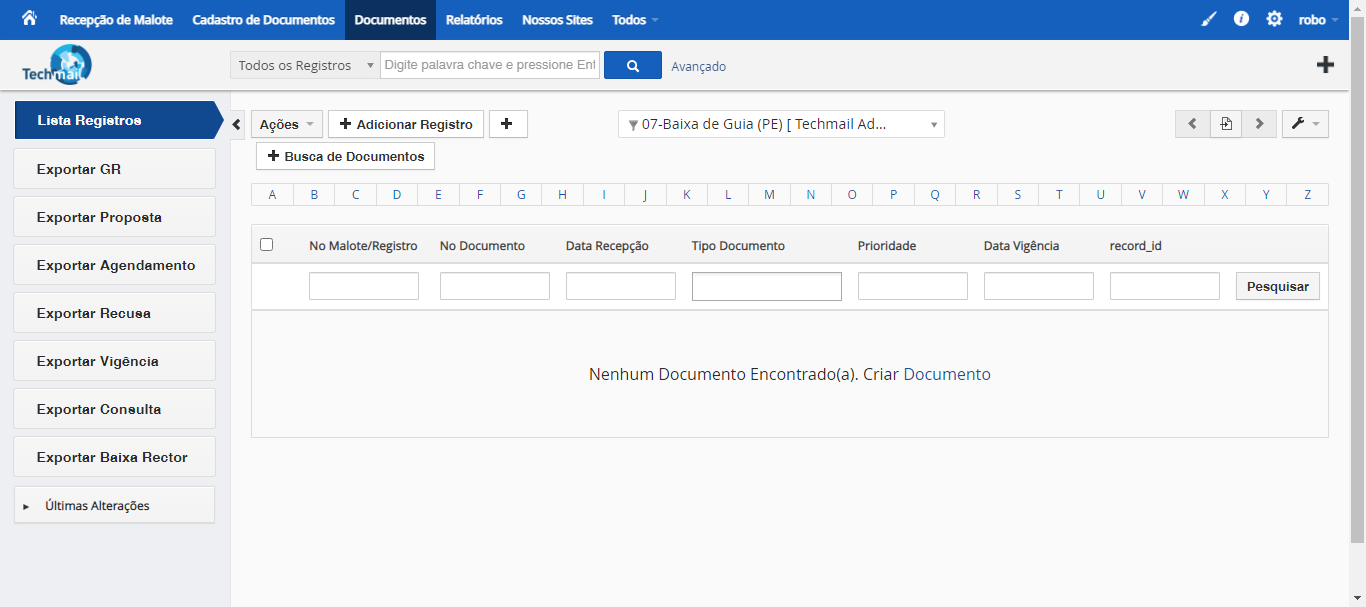 Recepção de Malote Cadastro de Documentos Documentos Relatórios Nossos Sites Todos robo
Techmail
Todos os Registros Digite palavra chave e pressione Ent Avançado
Lista Registros
Exportar GR
Exportar Proposta
Exportar Agendamento
Exportar Recusa
Exportar Vigência
Exportar Consulta
Exportar Baixa Rector
Últimas Alterações
Ações Adicionar Registro 07-Baixa de Guia (PE) [ Techmail Ad...
Busca de Documentos
A B C D E F G H I J K L M N O P Q R S T U V W X Y Z
No Malote/Registro No Documento Data Recepção Tipo Documento Prioridade Data Vigência record_id
Pesquisar
Nenhum Documento Encontrado(a). Criar Documento